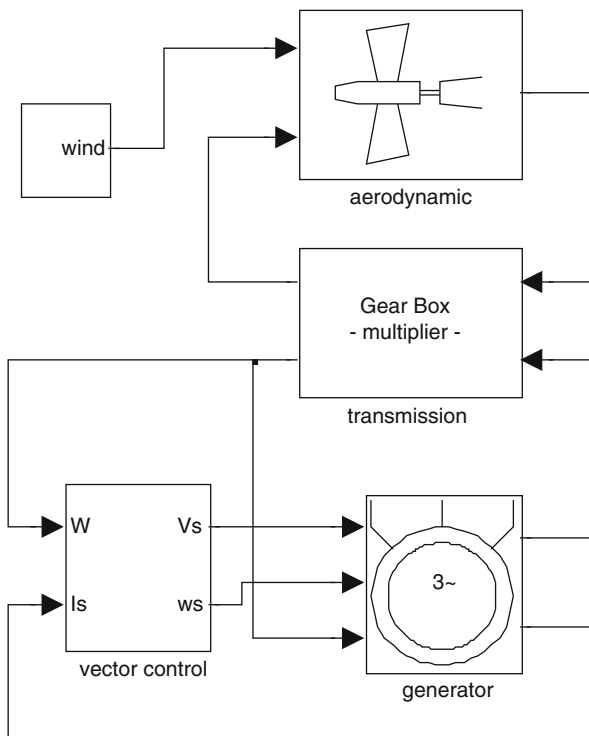 wind
aerodynamic
Gear Box
- multiplier -
transmission
W
Vs
Is
ws
vector control
3~
generator